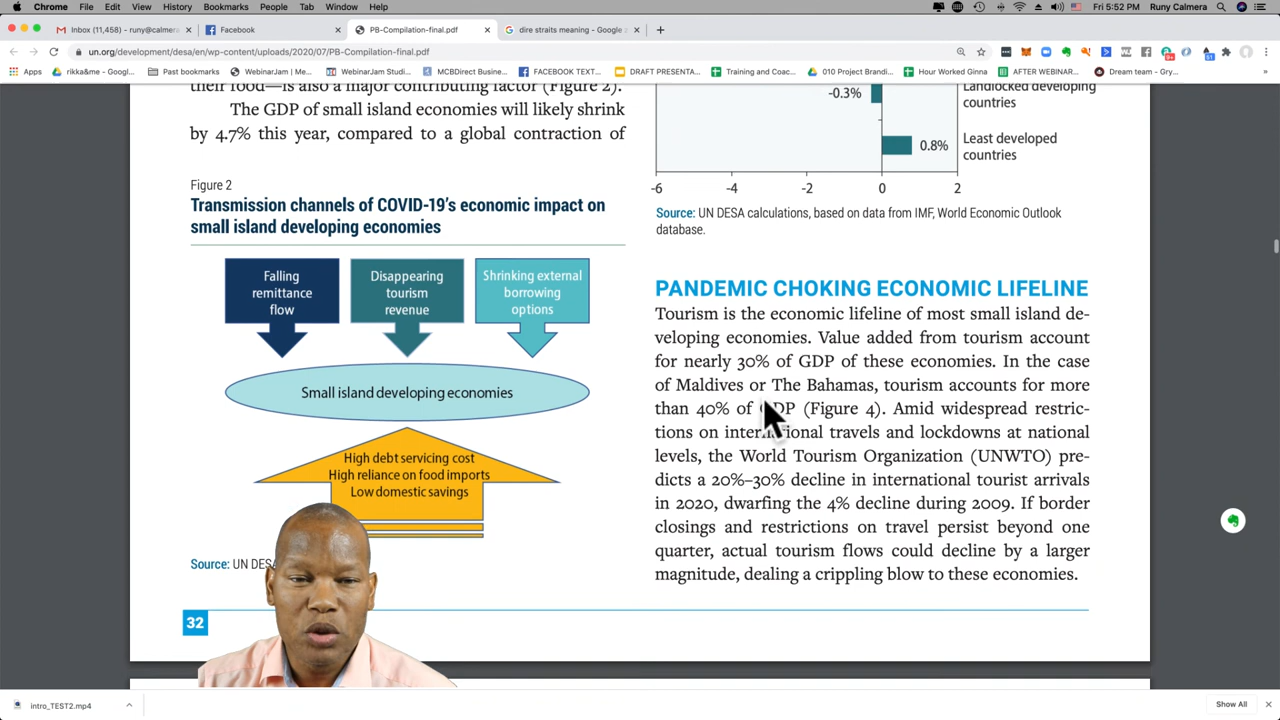 Chrome File Edit View History Bookmarks People Tab Window Help
Fri 5:52 PM Runy Calmera
Inbox (11,458) - runy@calmera
Facebook
PB-Compilation-final.pdf
dire straits meaning - Google
un.org/development/desa/en/wp-content/uploads/2020/07/PB-Compilation-final.pdf
Apps
rikka&me – Googl...
Past bookmarks
WebinarJam | Me...
WebinarJam Studi...
MCBDirect Busine...
FACEBOOK TEXT...
DRAFT PRESENTA...
Training and Coac...
010 Project Brandi...
Hour Worked Ginna
AFTER WEBINAR...
Dream team - Gry...
»
their food—is also a major contributing factor (Figure 2).
The GDP of small island economies will likely shrink
by 4.7% this year, compared to a global contraction of
Figure 2
Transmission channels of COVID-19's economic impact on
small island developing economies
Falling
remittance
flow
Disappearing
tourism
revenue
Shrinking external
borrowing
options
Small island developing economies
High debt servicing cost
High reliance on food imports
Low domestic savings
Source: UN DESA
32
-0.3%
Landlocked developing
countries
0.8%
Least developed
countries
-6 -4 -2 0 2
Source: UN DESA calculations, based on data from IMF, World Economic Outlook
database.
PANDEMIC CHOKING ECONOMIC LIFELINE
Tourism is the economic lifeline of most small island de-
veloping economies. Value added from tourism account
for nearly 30% of GDP of these economies. In the case
of Maldives or The Bahamas, tourism accounts for more
than 40% of GDP (Figure 4). Amid widespread restric-
tions on international travels and lockdowns at national
levels, the World Tourism Organization (UNWTO) pre-
dicts a 20%–30% decline in international tourist arrivals
in 2020, dwarfing the 4% decline during 2009. If border
closings and restrictions on travel persist beyond one
quarter, actual tourism flows could decline by a larger
magnitude, dealing a crippling blow to these economies.
intro_TEST2.mp4
Show All